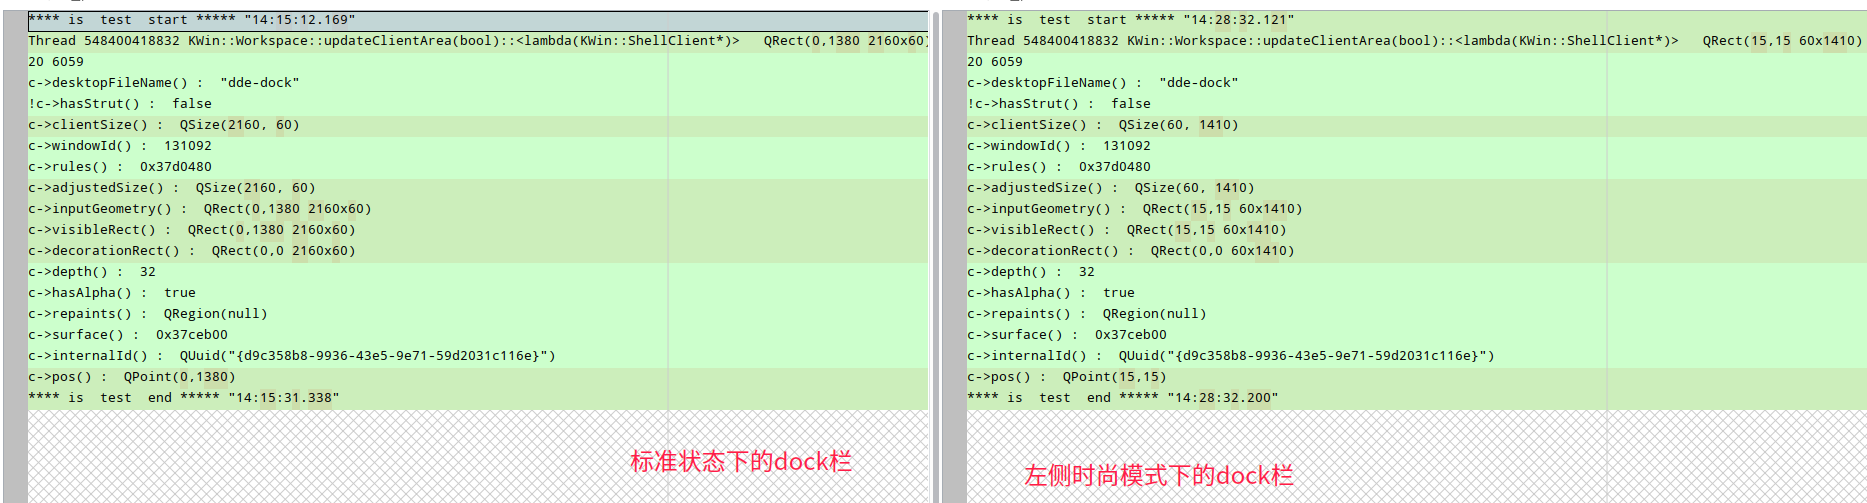 **** is  test  start ***** "14:15:12.169"
Thread 548400418832 KWin::Workspace::updateClientArea(bool)::<lambda(KWin::ShellClient*)>   QRect(0,1380 2160x60)
20 6059
c->desktopFileName() :  "dde-dock"
!c->hasStrut() :  false
c->clientSize() :  QSize(2160, 60)
c->windowId() :  131092
c->rules() :  0x37d0480
c->adjustedSize() :  QSize(2160, 60)
c->inputGeometry() :  QRect(0,1380 2160x60)
c->visibleRect() :  QRect(0,1380 2160x60)
c->decorationRect() :  QRect(0,0 2160x60)
c->depth() :  32
c->hasAlpha() :  true
c->repaints() :  QRegion(null)
c->surface() :  0x37ceb00
c->internalId() :  QUuid("{d9c358b8-9936-43e5-9e71-59d2031c116e}")
c->pos() :  QPoint(0,1380)
**** is  test  end ***** "14:15:31.338"
标准状态下的dock栏
**** is  test  start ***** "14:28:32.121"
Thread 548400418832 KWin::Workspace::updateClientArea(bool)::<lambda(KWin::ShellClient*)>   QRect(15,15 60x1410)
20 6059
c->desktopFileName() :  "dde-dock"
!c->hasStrut() :  false
c->clientSize() :  QSize(60, 1410)
c->windowId() :  131092
c->rules() :  0x37d0480
c->adjustedSize() :  QSize(60, 1410)
c->inputGeometry() :  QRect(15,15 60x1410)
c->visibleRect() :  QRect(15,15 60x1410)
c->decorationRect() :  QRect(0,0 60x1410)
c->depth() :  32
c->hasAlpha() :  true
c->repaints() :  QRegion(null)
c->surface() :  0x37ceb00
c->internalId() :  QUuid("{d9c358b8-9936-43e5-9e71-59d2031c116e}")
c->pos() :  QPoint(15,15)
**** is  test  end ***** "14:28:32.200"
左侧时尚模式下的dock栏